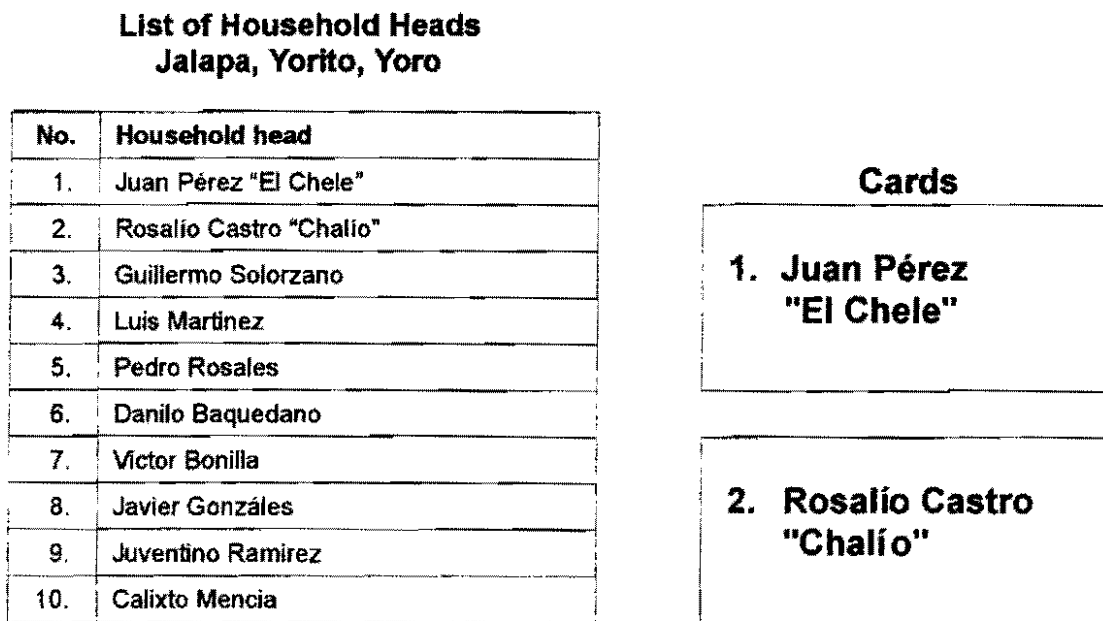 List of Household Heads
Jalapa, Yorito, Yoro
No. Household head
1. Juan Pérez "El Chele"
2. Rosalío Castro "Chalío"
3. Guillermo Solorzano
4. Luis Martinez
5. Pedro Rosales
6. Danilo Baquedano
7. Victor Bonilla
8. Javier Gonzáles
9. Juventino Ramirez
10. Calixto Mencia
Cards
1. Juan Pérez
"El Chele"
2. Rosalío Castro
"Chalío"